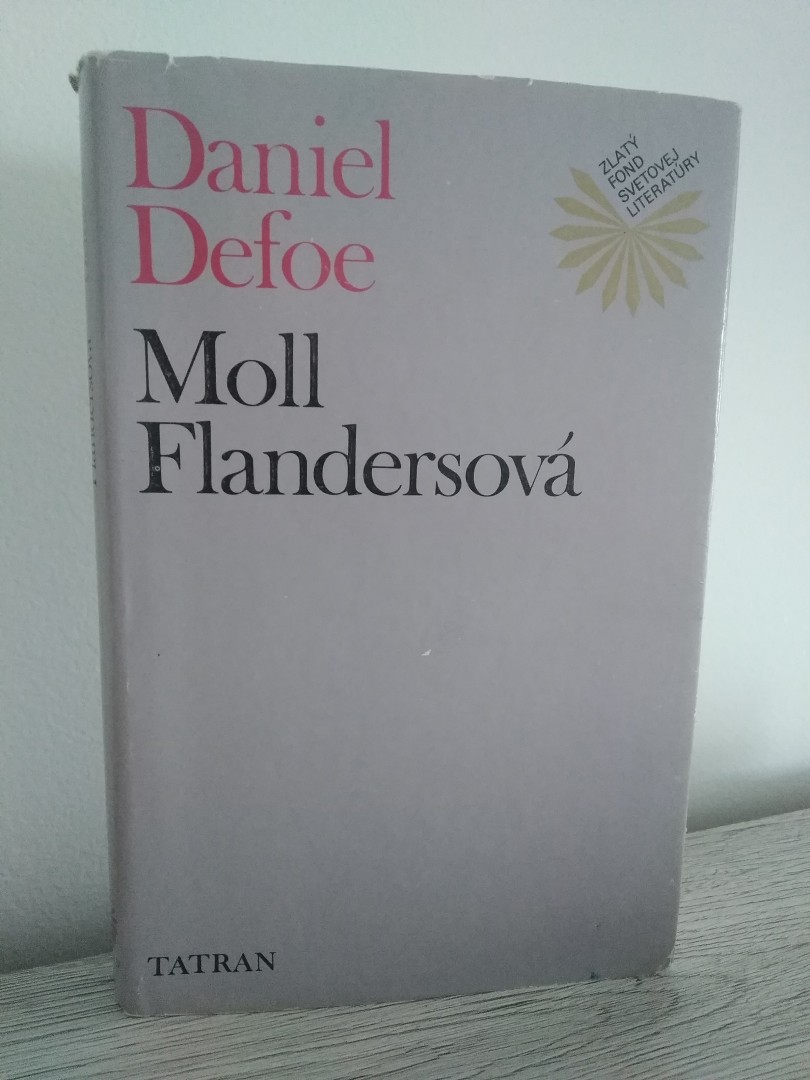 Daniel
Defoe
ZLATÝ
FOND
SVETOVEJ
LITERATÚRY
Moll
Flandersová
TATRAN